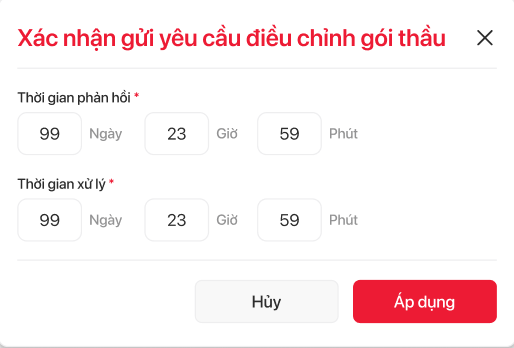 Xác nhận gửi yêu cầu điều chỉnh gói thầu
Thời gian phản hồi *
99 Ngày 23 Giờ 59 Phút
Thời gian xử lý *
99 Ngày 23 Giờ 59 Phút
Hủy Áp dụng